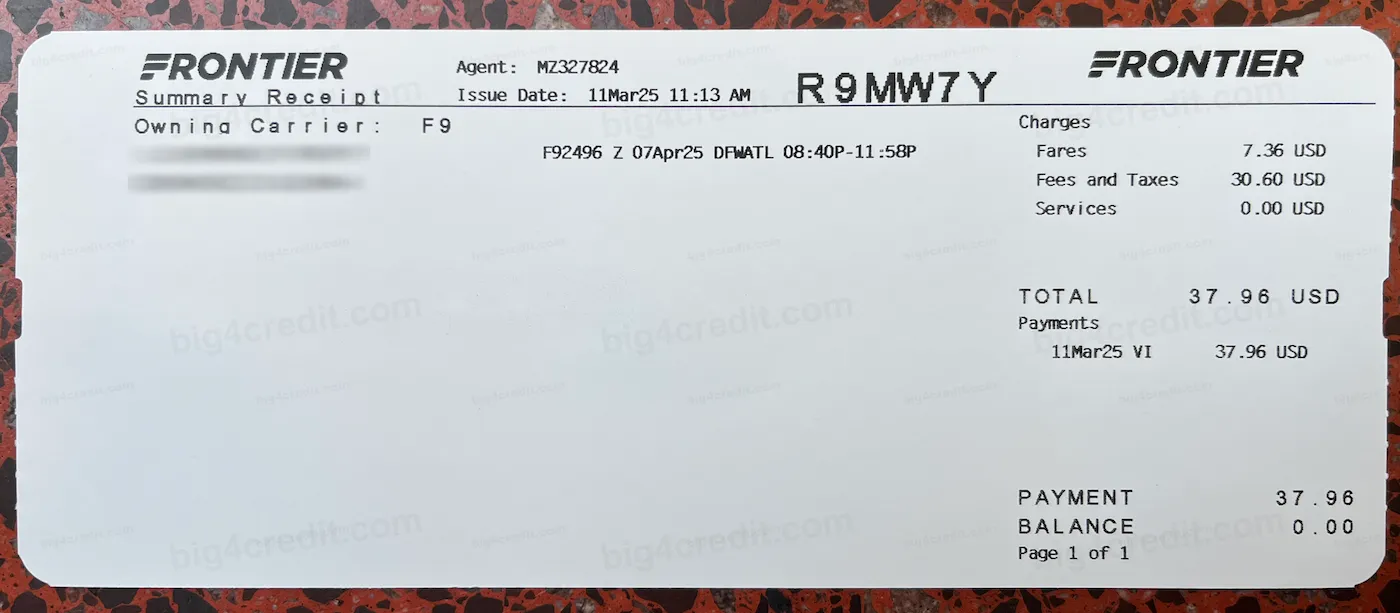 FRONTIER
Summary Receipt
Owning Carrier: F9
Agent: MZ327824
Issue Date: 11Mar25 11:13 AM
R9MW7Y
F92496 Z 07Apr25 DFWATL 08:40P-11:58P
FRONTIER
Charges
Fares 7.36 USD
Fees and Taxes 30.60 USD
Services 0.00 USD
TOTAL 37.96 USD
Payments
11Mar25 VI 37.96 USD
PAYMENT 37.96
BALANCE 0.00
Page 1 of 1
big4credit.com